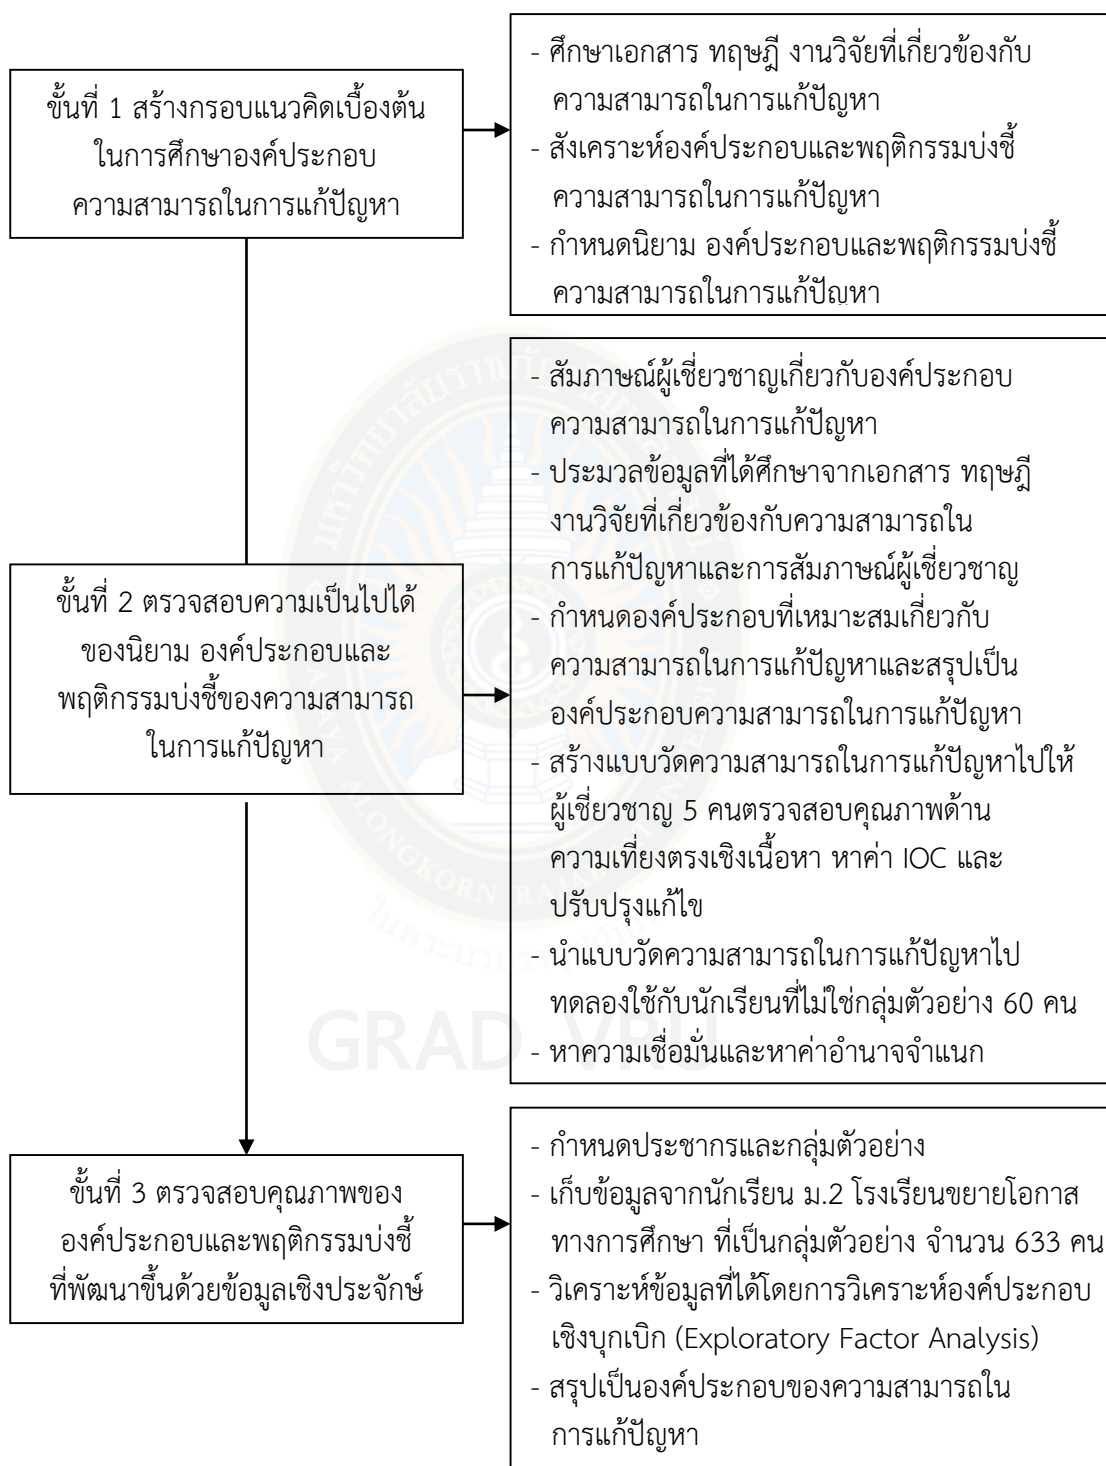 ขั้นที่ 1 สร้างกรอบแนวคิดเบื้องต้น
ในการศึกษาองค์ประกอบ
ความสามารถในการแก้ปัญหา
- ศึกษาเอกสาร ทฤษฎี งานวิจัยที่เกี่ยวข้องกับ
ความสามารถในการแก้ปัญหา
- สังเคราะห์องค์ประกอบและพฤติกรรมบ่งชี้
ความสามารถในการแก้ปัญหา
- กำหนดนิยาม องค์ประกอบและพฤติกรรมบ่งชี้
ความสามารถในการแก้ปัญหา
ขั้นที่ 2 ตรวจสอบความเป็นไปได้
ของนิยาม องค์ประกอบและ
พฤติกรรมบ่งชี้ของความสามารถ
ในการแก้ปัญหา
- สัมภาษณ์ผู้เชี่ยวชาญเกี่ยวกับองค์ประกอบ
ความสามารถในการแก้ปัญหา
- ประมวลข้อมูลที่ได้ศึกษาจากเอกสาร ทฤษฎี
งานวิจัยที่เกี่ยวข้องกับความสามารถใน
การแก้ปัญหาและการสัมภาษณ์ผู้เชี่ยวชาญ
- กำหนดองค์ประกอบที่เหมาะสมเกี่ยวกับ
ความสามารถในการแก้ปัญหาและสรุปเป็น
องค์ประกอบความสามารถในการแก้ปัญหา
- สร้างแบบวัดความสามารถในการแก้ปัญหาไปให้
ผู้เชี่ยวชาญ 5 คนตรวจสอบคุณภาพด้าน
ความเที่ยงตรงเชิงเนื้อหา หาค่า IOC และ
ปรับปรุงแก้ไข
- นำแบบวัดความสามารถในการแก้ปัญหาไป
ทดลองใช้กับนักเรียนที่ไม่ใช่กลุ่มตัวอย่าง 60 คน
- หาความเชื่อมั่นและหาค่าอำนาจจำแนก
GRAD VRU
ขั้นที่ 3 ตรวจสอบคุณภาพของ
องค์ประกอบและพฤติกรรมบ่งชี้
ที่พัฒนาขึ้นด้วยข้อมูลเชิงประจักษ์
- กำหนดประชากรและกลุ่มตัวอย่าง
- เก็บข้อมูลจากนักเรียน ม.2 โรงเรียนขยายโอกาส
ทางการศึกษา ที่เป็นกลุ่มตัวอย่าง จำนวน 633 คน
- วิเคราะห์ข้อมูลที่ได้โดยการวิเคราะห์องค์ประกอบ
เชิงบุกเบิก (Exploratory Factor Analysis)
- สรุปเป็นองค์ประกอบของความสามารถใน
การแก้ปัญหา